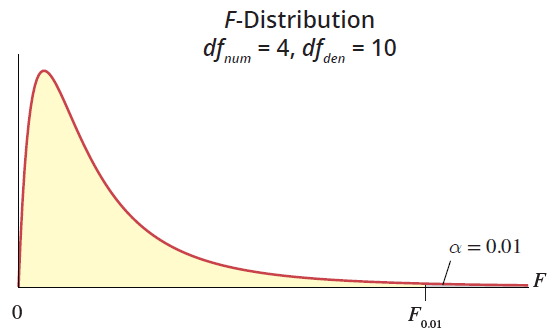 F-Distribution
df_num = 4, df_den = 10
α = 0.01
F
0
F_0.01